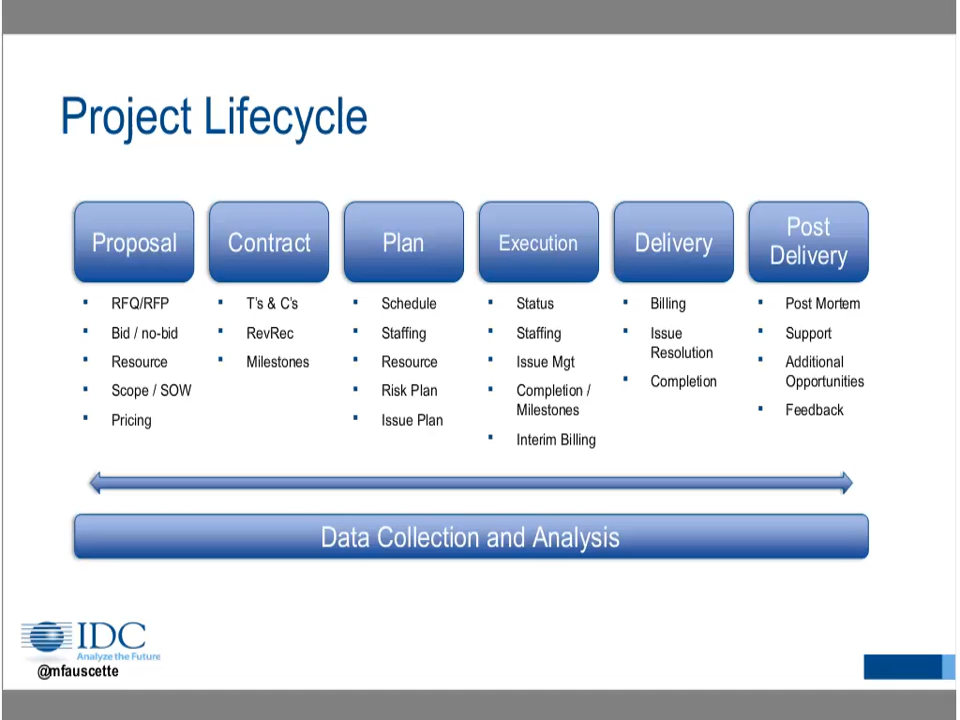 Project Lifecycle
Proposal
RFQ/RFP
Bid / no-bid
Resource
Scope / SOW
Pricing
Contract
T's & C's
RevRec
Milestones
Plan
Schedule
Staffing
Resource
Risk Plan
Issue Plan
Execution
Status
Staffing
Issue Mgt
Completion /
Milestones
Interim Billing
Delivery
Billing
Issue
Resolution
Completion
Post
Delivery
Post Mortem
Support
Additional
Opportunities
Feedback
Data Collection and Analysis
IDC
Analyze the Future
@mfauscette